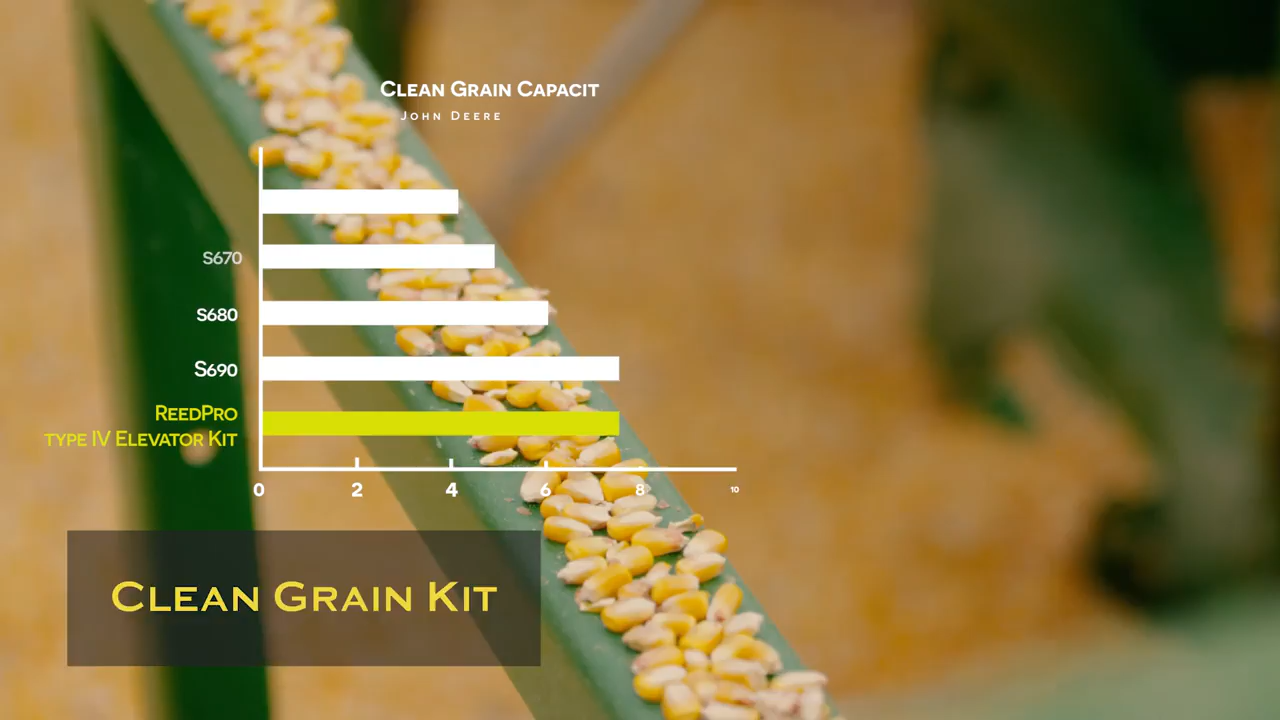 Clean Grain Capacit
John Deere
S670
S680
S690
ReedPro
type IV Elevator Kit
0 2 4 6 8 10
Clean Grain Kit